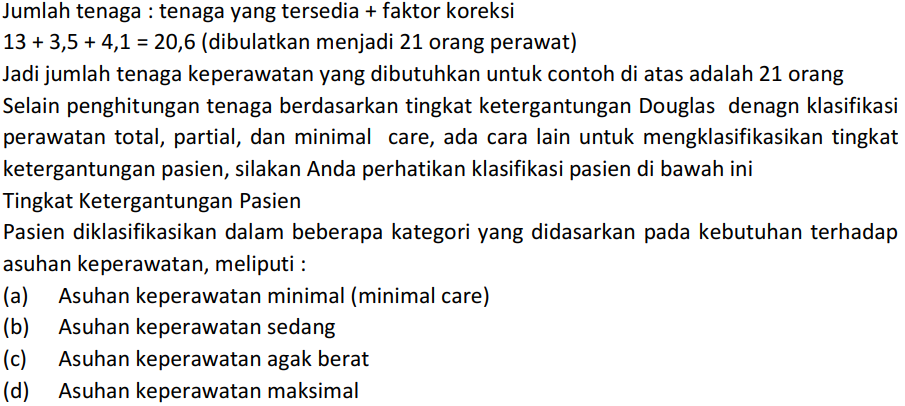 Jumlah tenaga : tenaga yang tersedia + faktor koreksi
13 + 3,5 + 4,1 = 20,6 (dibulatkan menjadi 21 orang perawat)
Jadi jumlah tenaga keperawatan yang dibutuhkan untuk contoh di atas adalah 21 orang
Selain penghitungan tenaga berdasarkan tingkat ketergantungan Douglas denagn klasifikasi
perawatan total, partial, dan minimal care, ada cara lain untuk mengklasifikasikan tingkat
ketergantungan pasien, silakan Anda perhatikan klasifikasi pasien di bawah ini
Tingkat Ketergantungan Pasien
Pasien diklasifikasikan dalam beberapa kategori yang didasarkan pada kebutuhan terhadap
asuhan keperawatan, meliputi :
(a) Asuhan keperawatan minimal (minimal care)
(b) Asuhan keperawatan sedang
(c) Asuhan keperawatan agak berat
(d) Asuhan keperawatan maksimal